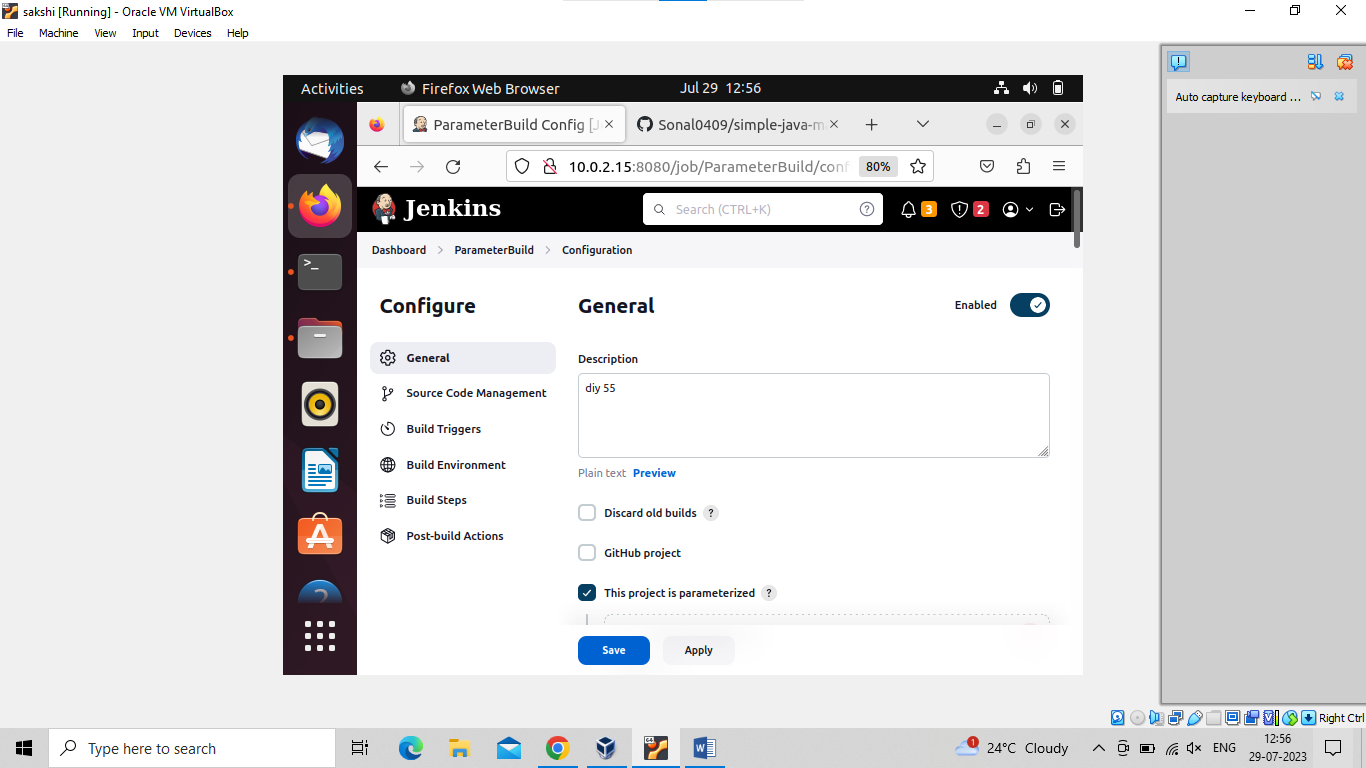 sakshi [Running] - Oracle VM VirtualBox
File Machine View Input Devices Help
Auto capture keyboard ...
Activities Firefox Web Browser Jul 29 12:56
ParameterBuild Config [J Sonal0409/simple-java-m
10.0.2.15:8080/job/ParameterBuild/conf 80%
Jenkins Search (CTRL+K) ? 3 2
Dashboard ParameterBuild Configuration
Configure
General
Source Code Management
Build Triggers
Build Environment
Build Steps
Post-build Actions
General Enabled
Description
diy 55
Plain text Preview
Discard old builds ?
GitHub project
This project is parameterized ?
Save Apply
Right Ctrl
Type here to search
1 24°C Cloudy ENG 12:56
29-07-2023